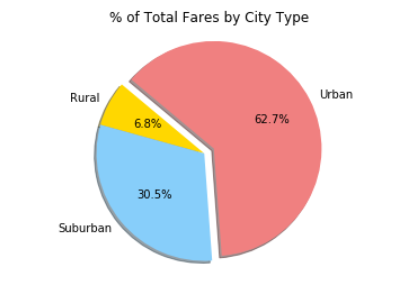 % of Total Fares by City Type
Rural
Urban
6.8%
62.7%
30.5%
Suburban